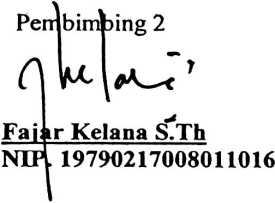 Pembimbing 2
Fajar Kelana S.Th
NIP. 19790217008011016